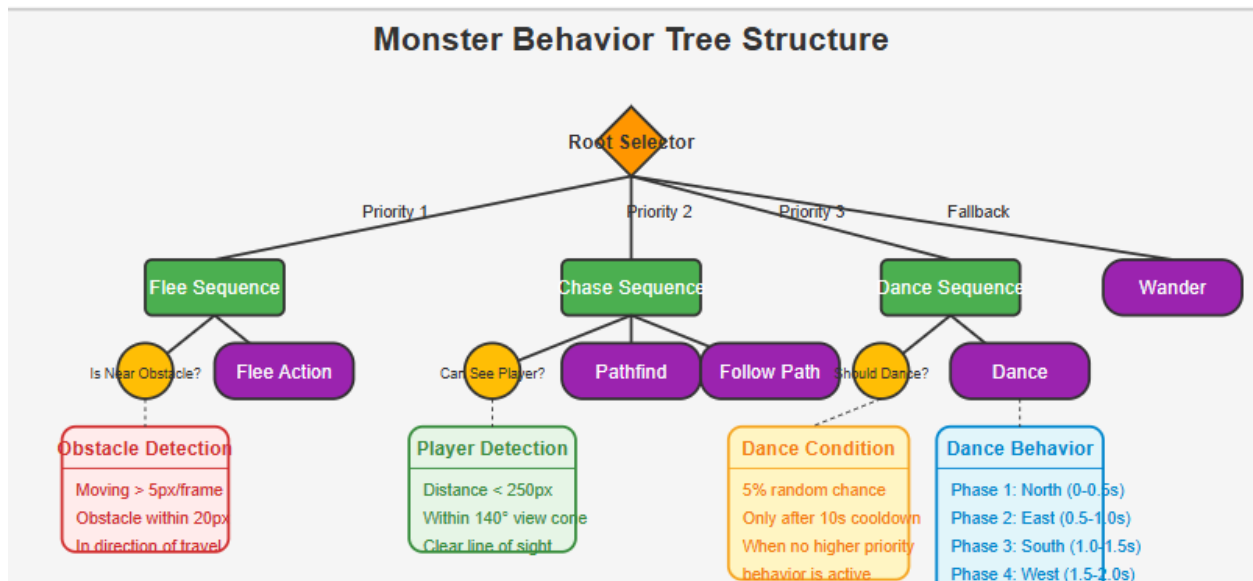 Monster Behavior Tree Structure
Root Selector
Priority 1
Priority 2
Priority 3
Fallback
Flee Sequence
Chase Sequence
Dance Sequence
Wander
Is Near Obstacle?
Flee Action
Can See Player?
Pathfind
Follow Path
Should Dance?
Dance
Obstacle Detection
Moving > 5px/frame
Obstacle within 20px
In direction of travel
Player Detection
Distance < 250px
Within 140° view cone
Clear line of sight
Dance Condition
5% random chance
Only after 10s cooldown
When no higher priority
behavior is active
Dance Behavior
Phase 1: North (0-0.5s)
Phase 2: East (0.5-1.0s)
Phase 3: South (1.0-1.5s)
Phase 4: West (1.5-2.0s)